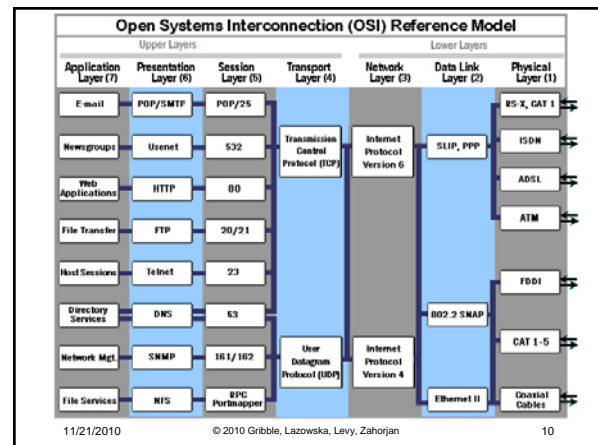 Open Systems Interconnection (OSI) Reference Model
Upper Layers
Lower Layers
Application
Layer (7)
Presentation
Layer (6)
Session
Layer (5)
Transport
Layer (4)
Network
Layer (3)
Data Link
Layer (2)
Physical
Layer (1)
E-mail
POP/SMTP
POP/25
RS-X, CAT 1
Newsgroups
Usenet
532
Transmission
Control
Protocol (TCP)
Internet
Protocol
Version 6
SLIP, PPP
ISDN
Web
Applications
HTTP
80
ADSL
File Transfer
FTP
20/21
ATM
Host Sessions
Telnet
23
FDDI
Directory
Services
DNS
53
802.2 SNAP
Network Mgt.
SNMP
161/162
User
Datagram
Protocol (UDP)
Internet
Protocol
Version 4
CAT 1-5
File Services
NFS
RPC
Portmapper
Ethernet II
Coaxial
Cables
11/21/2010
© 2010 Gribble, Lazowska, Levy, Zahorjan
10